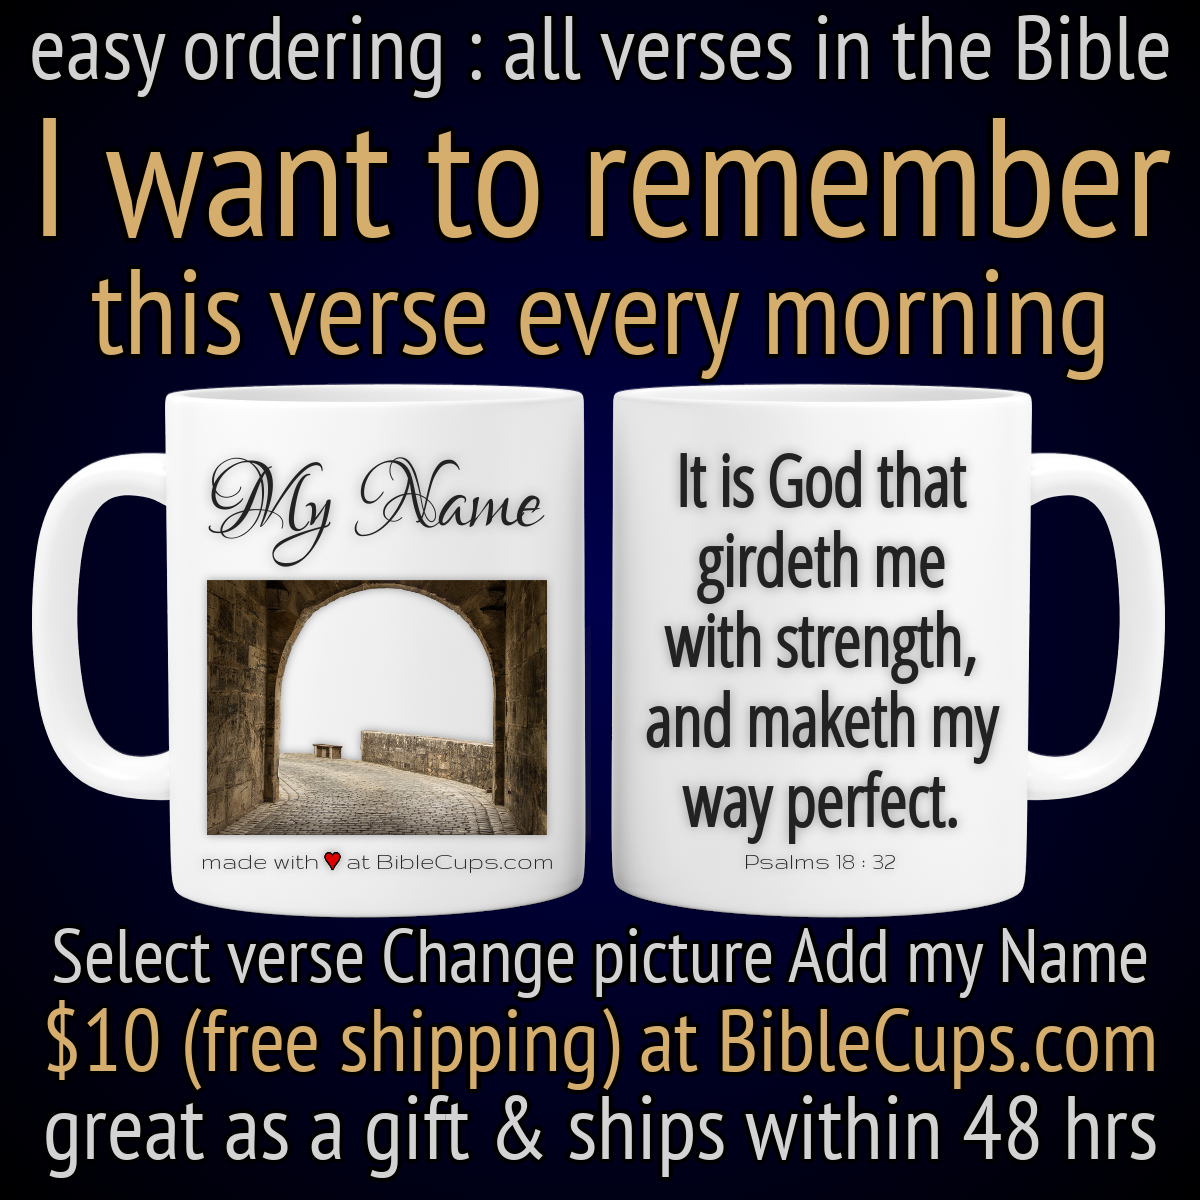 easy ordering : all verses in the Bible
I want to remember
this verse every morning
My Name
made with ♥ at BibleCups.com
It is God that
girdeth me
with strength,
and maketh my
way perfect.
Psalms 18 : 32
Select verse Change picture Add my Name
$10 (free shipping) at BibleCups.com
great as a gift & ships within 48 hrs